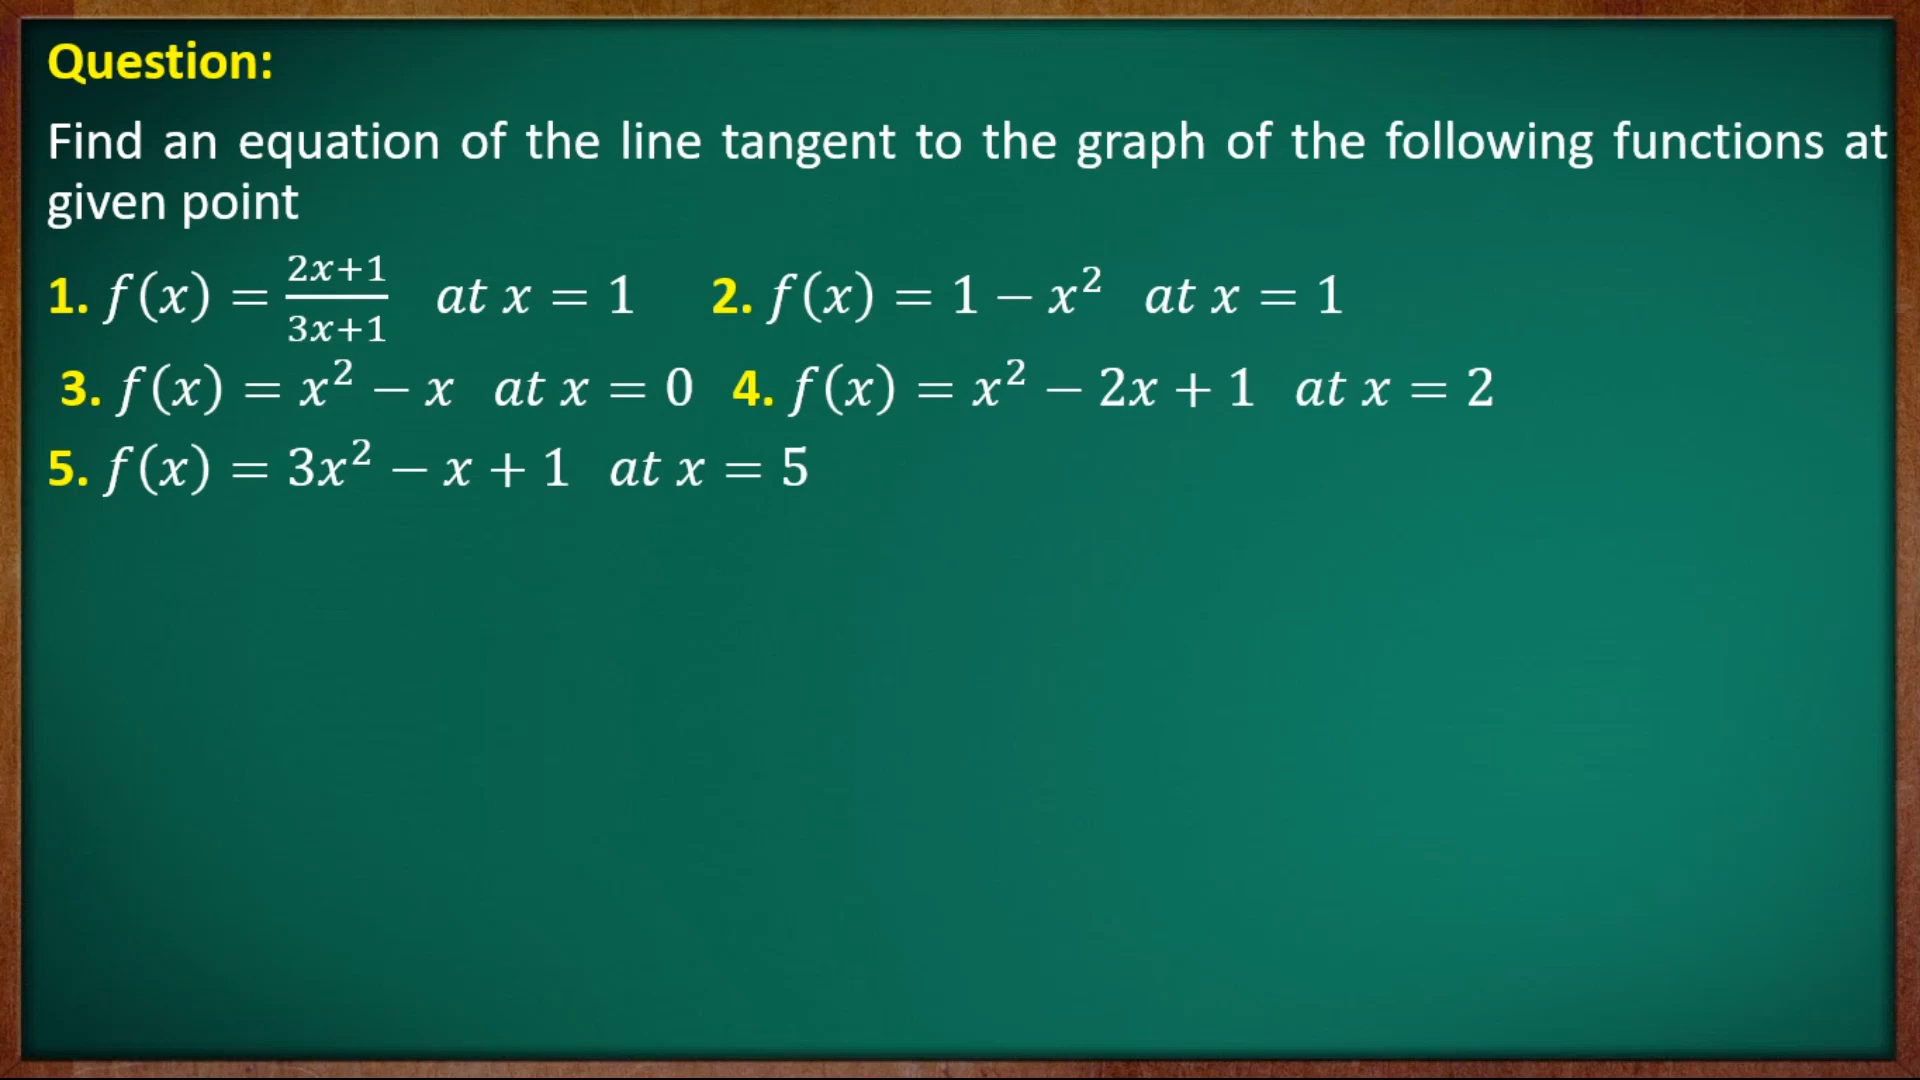 Question:
Find an equation of the line tangent to the graph of the following functions at
given point
1. f(x) = (2x+1)/(3x+1) at x = 1 2. f(x) = 1 − x² at x = 1
3. f(x) = x² − x at x = 0 4. f(x) = x² − 2x + 1 at x = 2
5. f(x) = 3x² − x + 1 at x = 5